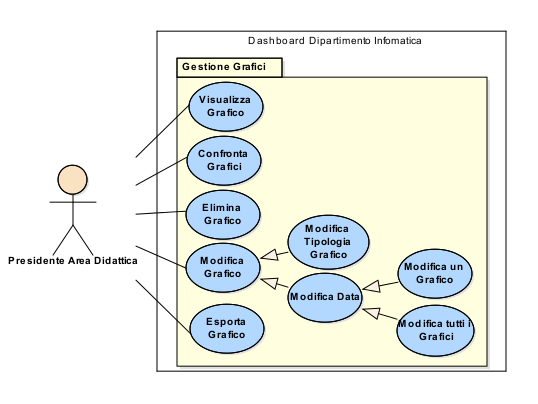 Dashboard Dipartimento Infomatica
Gestione Grafici
Visualizza
Grafico
Confronta
Grafici
Elimina
Grafico
Modifica
Tipologia
Grafico
Modifica
Grafico
Modifica un
Grafico
Modifica Data
Presidente Area Didattica
Esporta
Grafico
Modifica tutti i
Grafici